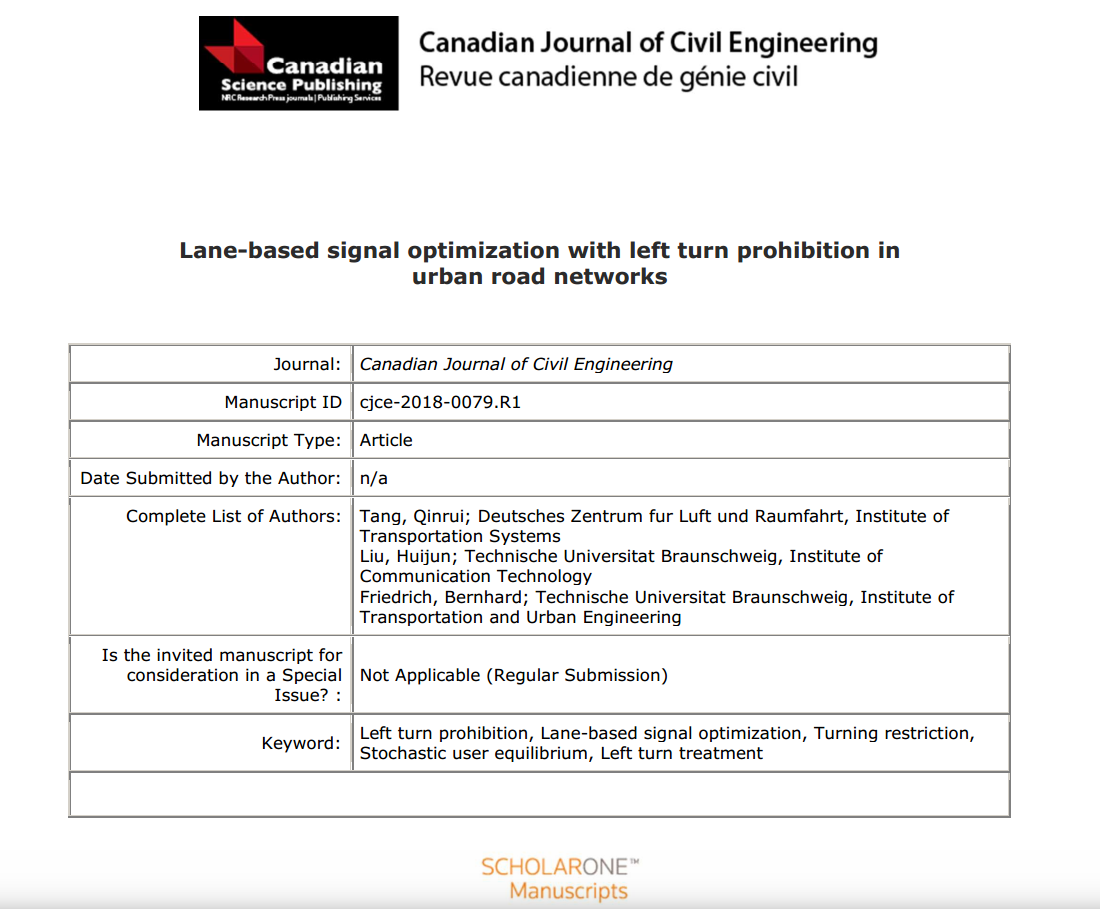 Canadian
Science Publishing
NRC Research Press journals | Publishing Services
Canadian Journal of Civil Engineering
Revue canadienne de génie civil
Lane-based signal optimization with left turn prohibition in
urban road networks
Journal: Canadian Journal of Civil Engineering
Manuscript ID cjce-2018-0079.R1
Manuscript Type: Article
Date Submitted by the Author: n/a
Complete List of Authors: Tang, Qinrui; Deutsches Zentrum fur Luft und Raumfahrt, Institute of
Transportation Systems
Liu, Huijun; Technische Universitat Braunschweig, Institute of
Communication Technology
Friedrich, Bernhard; Technische Universitat Braunschweig, Institute of
Transportation and Urban Engineering
Is the invited manuscript for
consideration in a Special
Issue? :
Not Applicable (Regular Submission)
Keyword:
Left turn prohibition, Lane-based signal optimization, Turning restriction,
Stochastic user equilibrium, Left turn treatment
SCHOLARONE™
Manuscripts